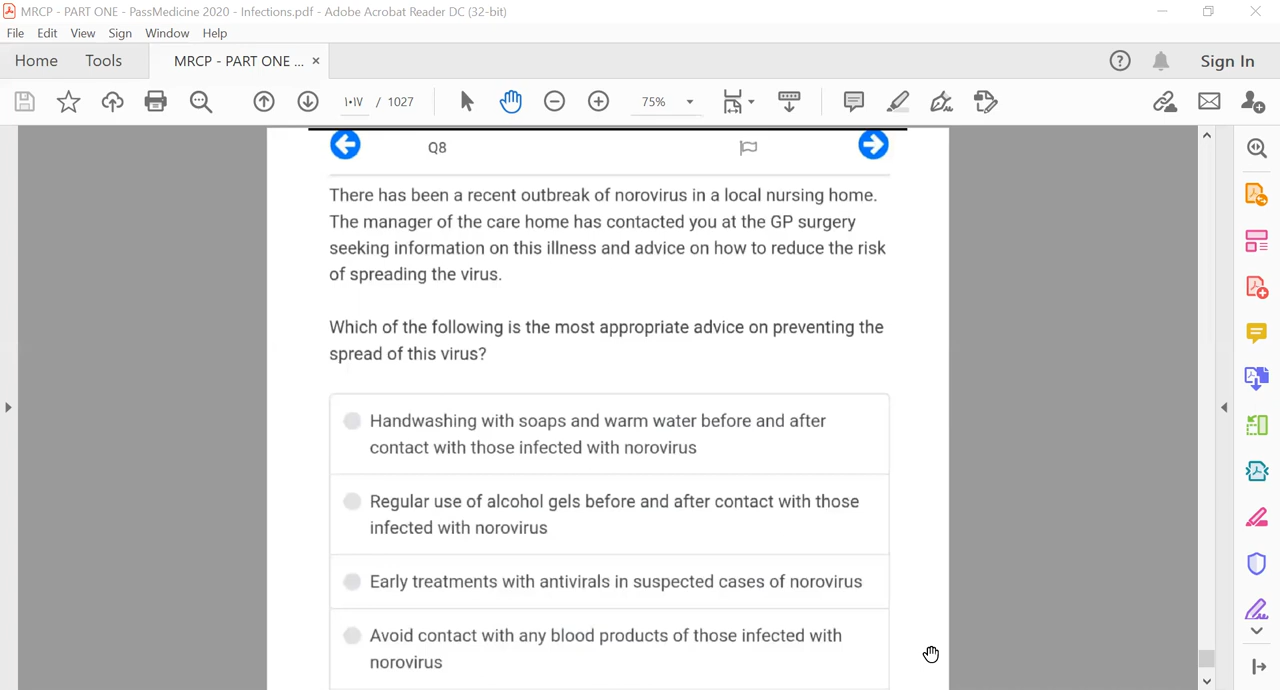 MRCP - PART ONE - PassMedicine 2020 - Infections.pdf - Adobe Acrobat Reader DC (32-bit)
File Edit View Sign Window Help
Home Tools MRCP - PART ONE ... × Sign In
١٠١٧ / 1027 75%
Q8
There has been a recent outbreak of norovirus in a local nursing home.
The manager of the care home has contacted you at the GP surgery
seeking information on this illness and advice on how to reduce the risk
of spreading the virus.
Which of the following is the most appropriate advice on preventing the
spread of this virus?
Handwashing with soaps and warm water before and after
contact with those infected with norovirus
Regular use of alcohol gels before and after contact with those
infected with norovirus
Early treatments with antivirals in suspected cases of norovirus
Avoid contact with any blood products of those infected with
norovirus